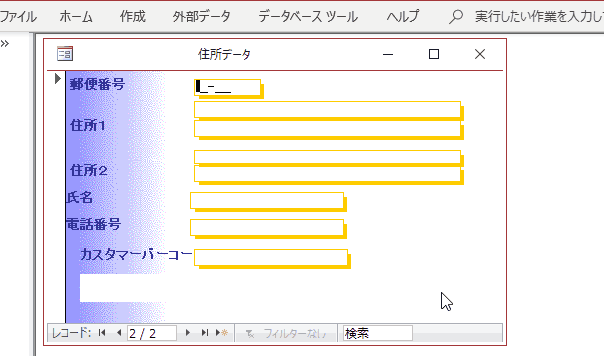 ファイル ホーム 作成 外部データ データベース ツール ヘルプ 実行したい作業を入力し
住所データ
郵便番号
住所1
住所2
氏名
電話番号
カスタマーバーコー
レコード: 2 / 2 フィルターなし 検索